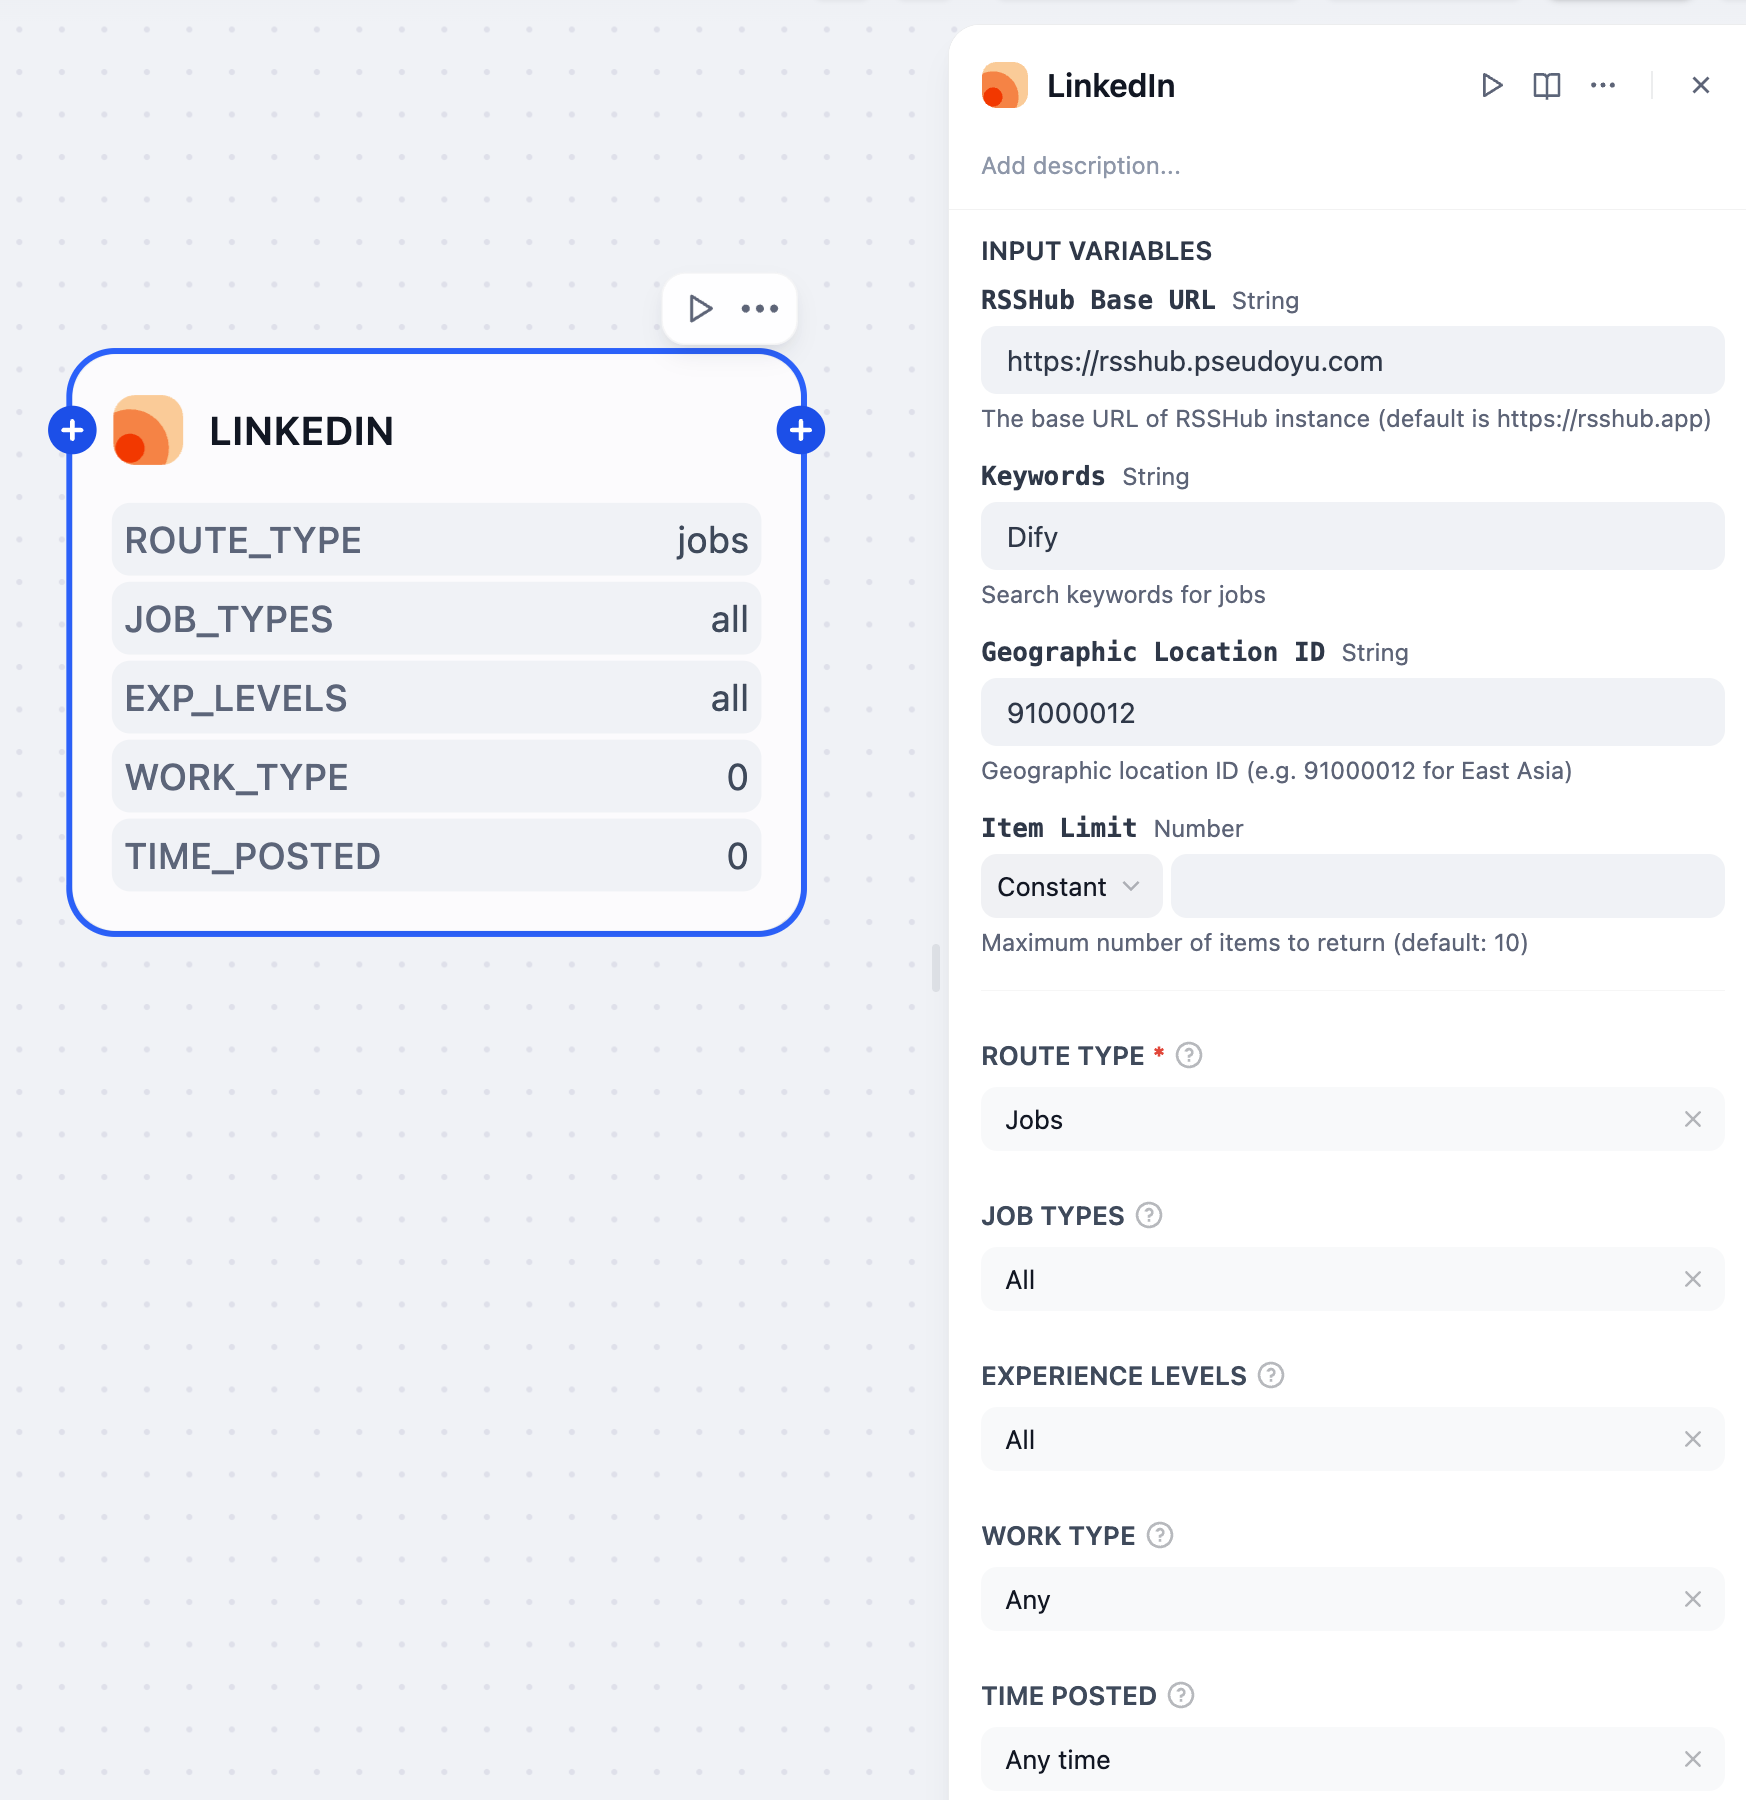 LINKEDIN
ROUTE_TYPE jobs
JOB_TYPES all
EXP_LEVELS all
WORK_TYPE 0
TIME_POSTED 0
LinkedIn
Add description...
INPUT VARIABLES
RSSHub Base URL String
https://rsshub.pseudoyu.com
The base URL of RSSHub instance (default is https://rsshub.app)
Keywords String
Dify
Search keywords for jobs
Geographic Location ID String
91000012
Geographic location ID (e.g. 91000012 for East Asia)
Item Limit Number
Constant
Maximum number of items to return (default: 10)
ROUTE TYPE *
Jobs
JOB TYPES
All
EXPERIENCE LEVELS
All
WORK TYPE
Any
TIME POSTED
Any time